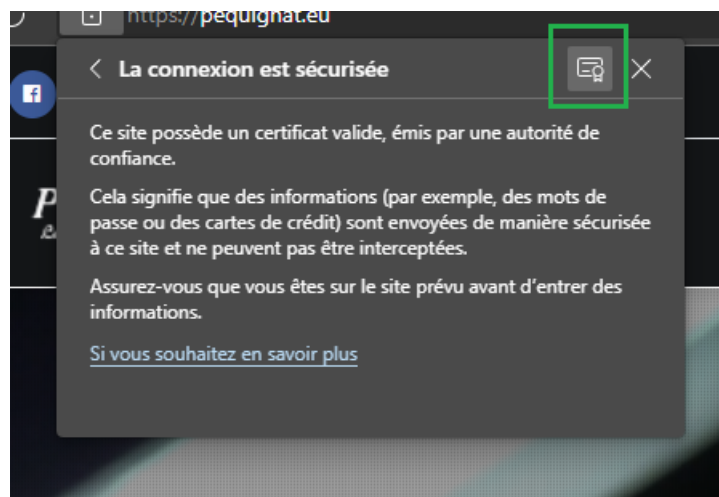 https://pequignat.eu
La connexion est sécurisée
Ce site possède un certificat valide, émis par une autorité de
confiance.
Cela signifie que des informations (par exemple, des mots de
passe ou des cartes de crédit) sont envoyées de manière sécurisée
à ce site et ne peuvent pas être interceptées.
Assurez-vous que vous êtes sur le site prévu avant d’entrer des
informations.
Si vous souhaitez en savoir plus